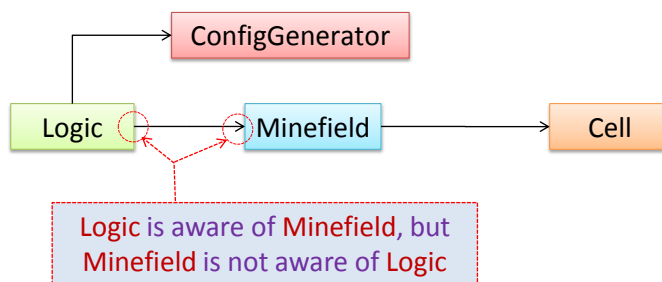 ConfigGenerator
Logic
Minefield
Cell
Logic is aware of Minefield, but
Minefield is not aware of Logic